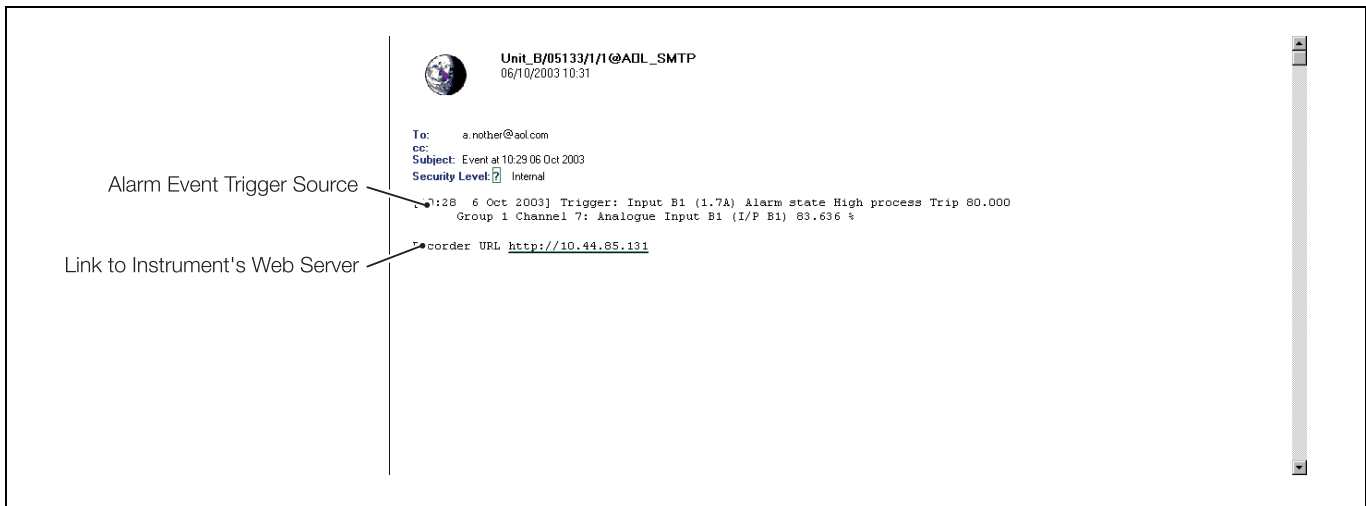 Unit_B/05133/1/1@AOL_SMTP
06/10/2003 10:31
To: a.nother@aol.com
cc:
Subject: Event at 10:29 06 Oct 2003
Security Level: ? Internal
Alarm Event Trigger Source
:28 6 Oct 2003] Trigger: Input B1 (1.7A) Alarm state High process Trip 80.000
Group 1 Channel 7: Analogue Input B1 (I/P B1) 83.636 %
Link to Instrument's Web Server
corder URL http://10.44.85.131